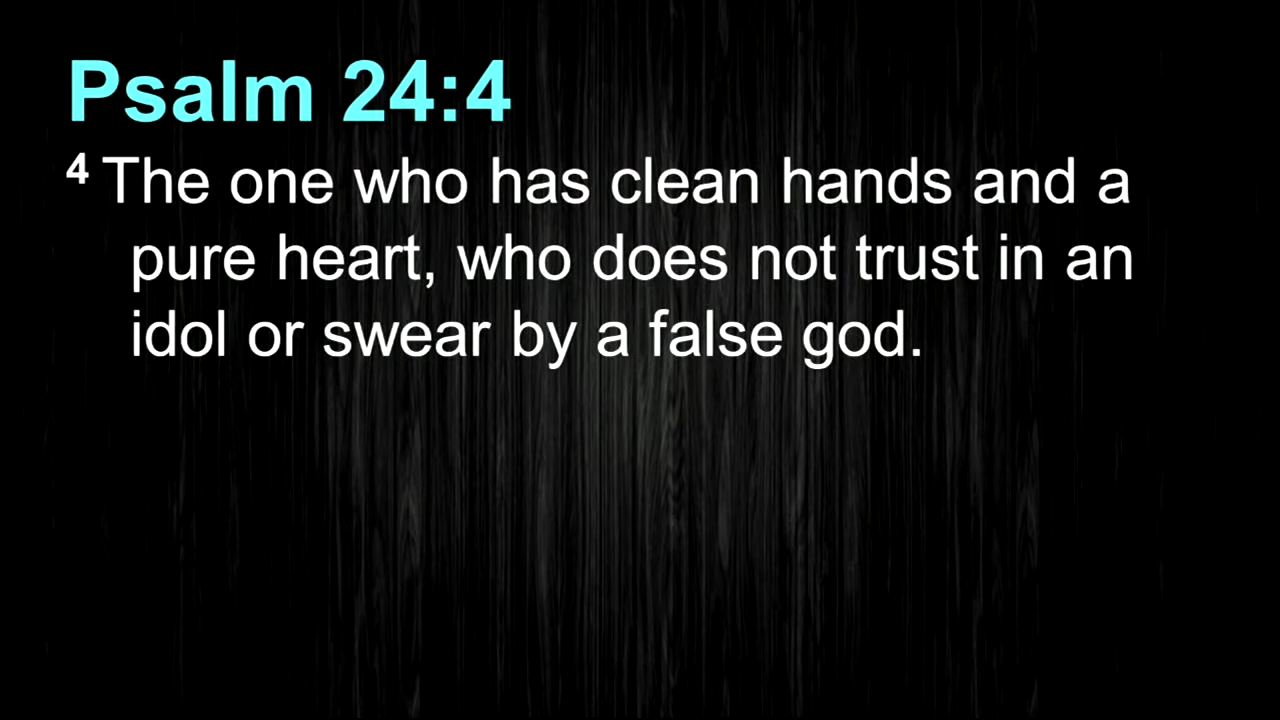 Psalm 24:4
4 The one who has clean hands and a
pure heart, who does not trust in an
idol or swear by a false god.